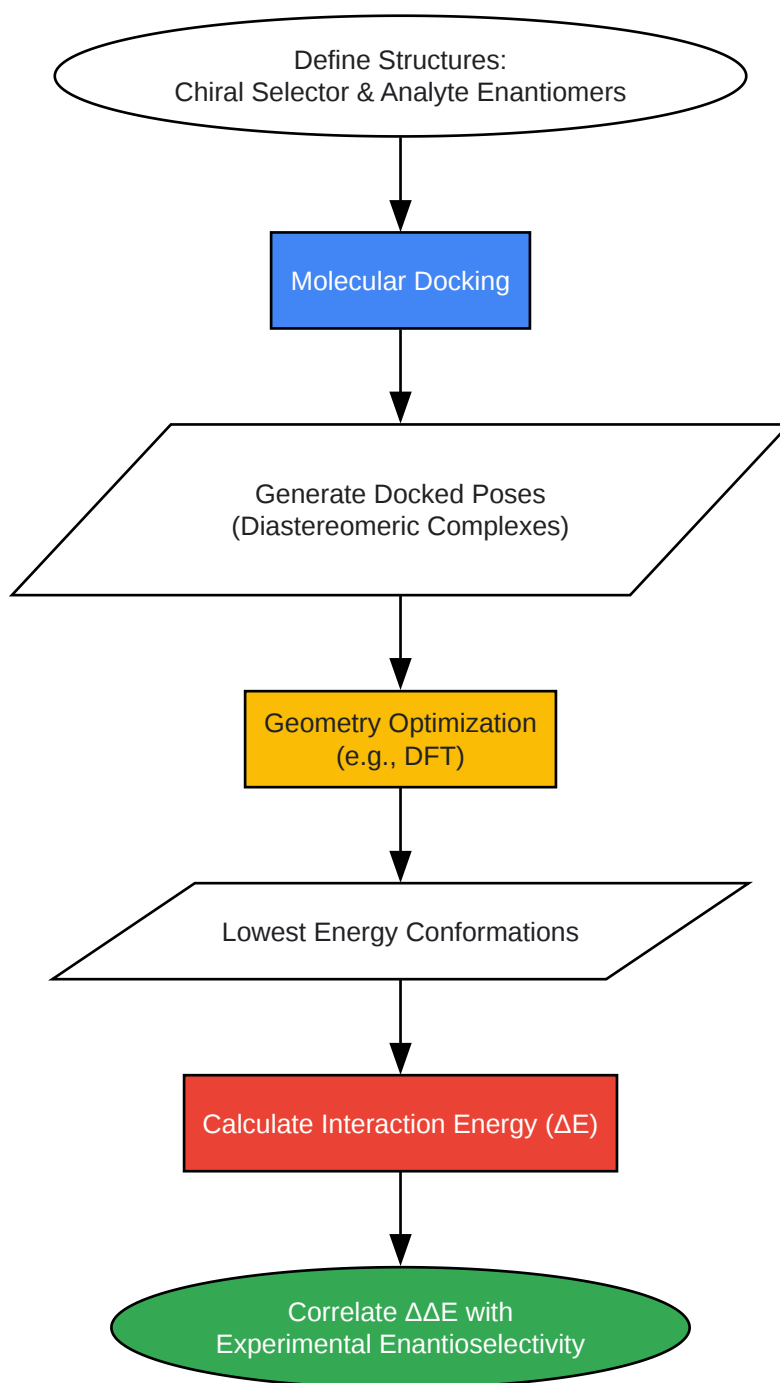 Define Structures:
Chiral Selector & Analyte Enantiomers
Molecular Docking
Generate Docked Poses
(Diastereomeric Complexes)
Geometry Optimization
(e.g., DFT)
Lowest Energy Conformations
Calculate Interaction Energy (ΔE)
Correlate ΔΔE with
Experimental Enantioselectivity